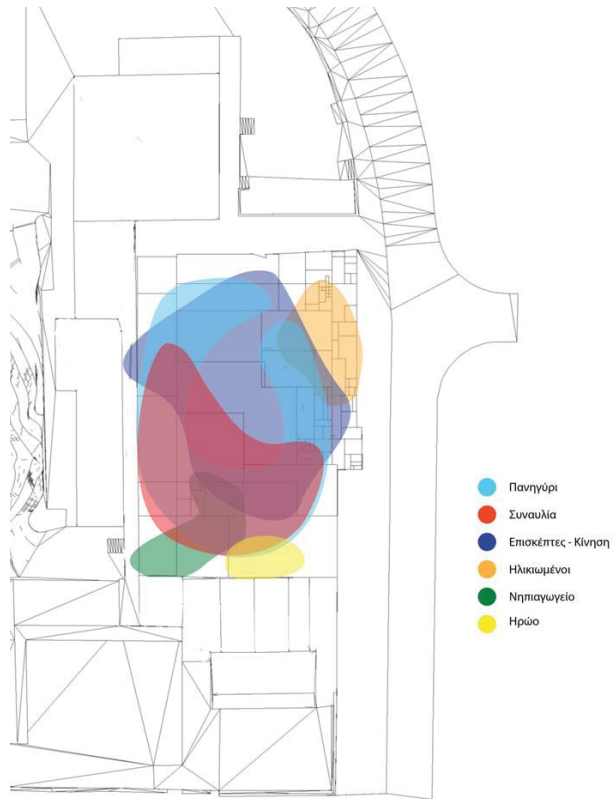 Πανηγύρι
Συναυλία
Επισκέπτες - Κίνηση
Ηλικιωμένοι
Νηπιαγωγείο
Ηρώο